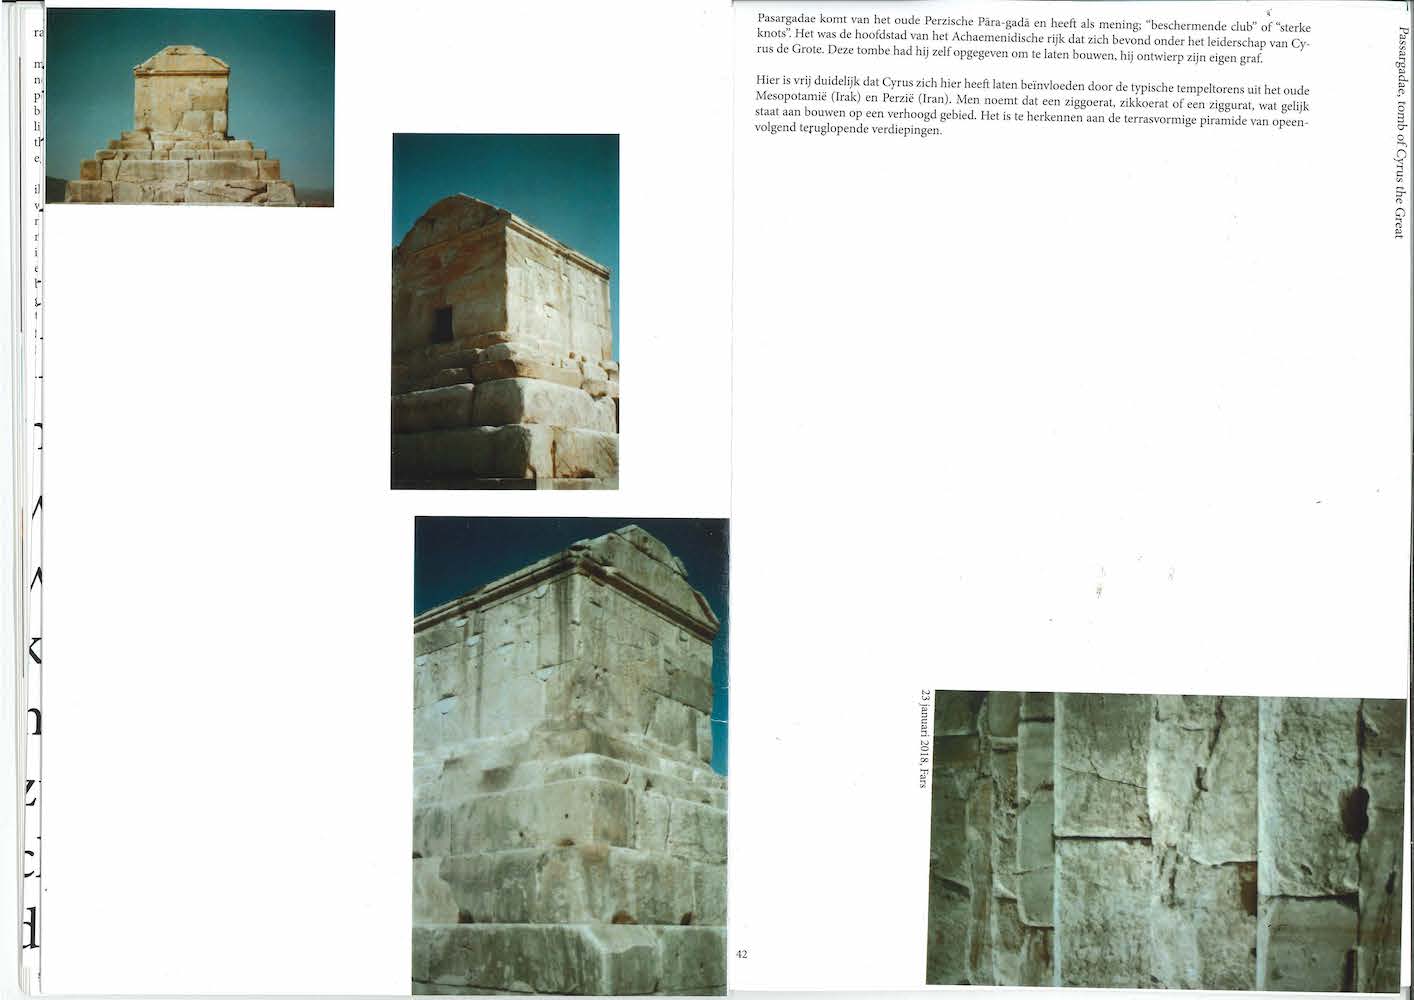 Pasargadae komt van het oude Perzische Pāra-gadā en heeft als mening; “beschermende club” of “sterke
knots”. Het was de hoofdstad van het Achaemenidische rijk dat zich bevond onder het leiderschap van Cy-
rus de Grote. Deze tombe had hij zelf opgegeven om te laten bouwen, hij ontwierp zijn eigen graf.
Hier is vrij duidelijk dat Cyrus zich hier heeft laten beïnvloeden door de typische tempeltorens uit het oude
Mesopotamië (Irak) en Perzië (Iran). Men noemt dat een ziggoerat, zikkoerat of een ziggurat, wat gelijk
staat aan bouwen op een verhoogd gebied. Het is te herkennen aan de terrasvormige piramide van opeen-
volgend teruglopende verdiepingen.
Passargadae, tomb of Cyrus the Great
23 januari 2018, Fars
42